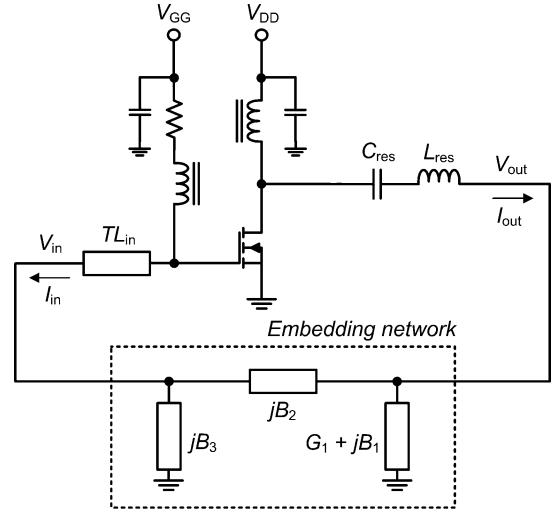 V_GG V_DD
C_res L_res V_out
I_out
V_in TL_in
I_in
Embedding network
jB_2
jB_3 G_1 + jB_1